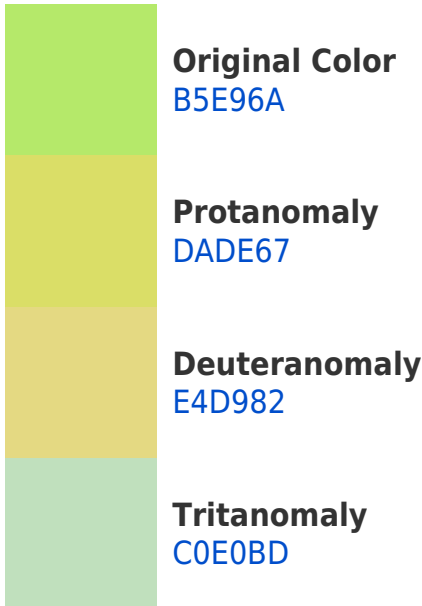 Original Color
B5E96A
Protanomaly
DADE67
Deuteranomaly
E4D982
Tritanomaly
C0E0BD